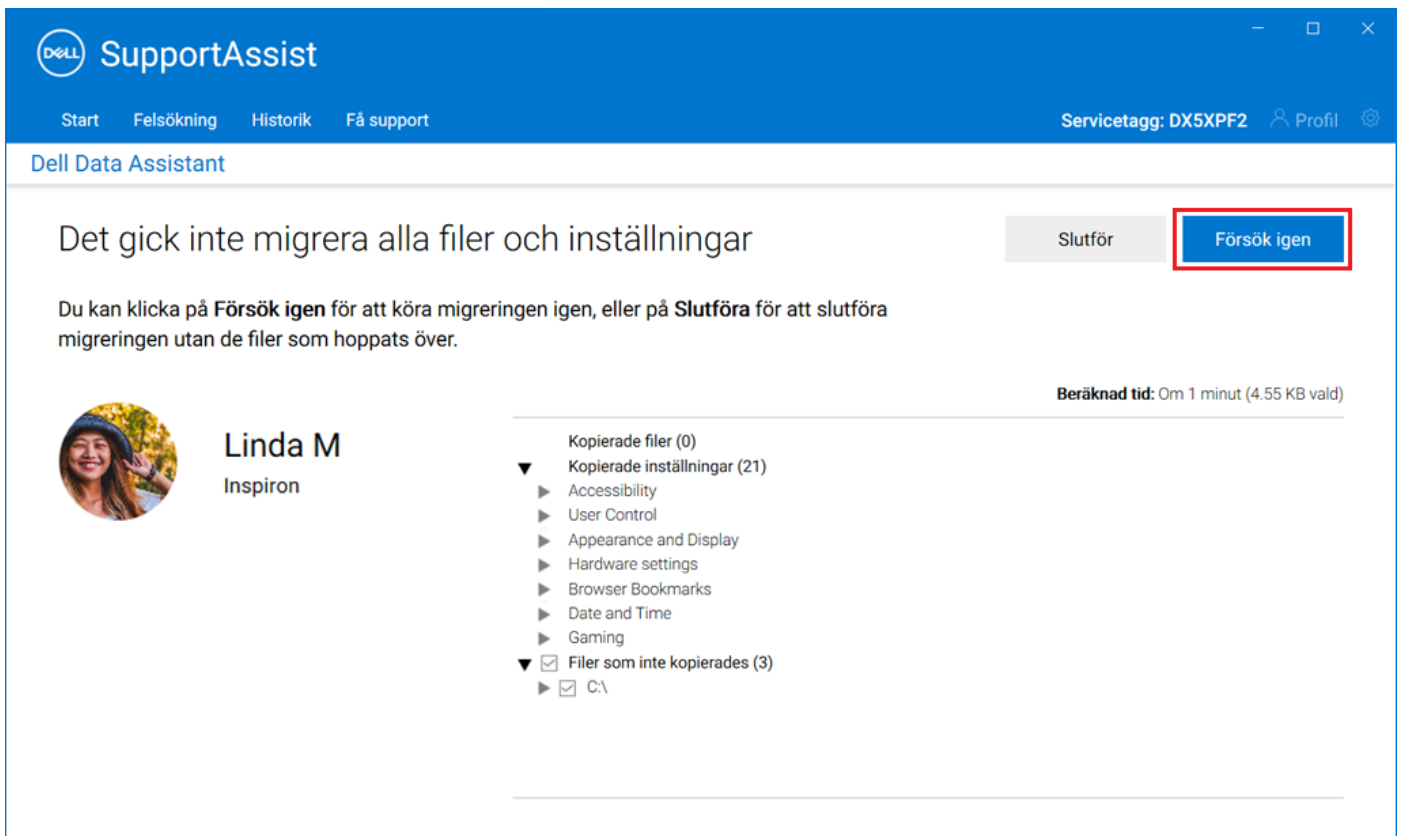 DELL SupportAssist
Start Felsökning Historik Få support Servicetagg: DX5XPF2 Profil
Dell Data Assistant
Det gick inte migrera alla filer och inställningar
Slutför Försök igen
Du kan klicka på Försök igen för att köra migreringen igen, eller på Slutföra för att slutföra
migreringen utan de filer som hoppats över.
Beräknad tid: Om 1 minut (4.55 KB vald)
Linda M
Inspiron
Kopierade filer (0)
Kopierade inställningar (21)
Accessibility
User Control
Appearance and Display
Hardware settings
Browser Bookmarks
Date and Time
Gaming
Filer som inte kopierades (3)
C:\